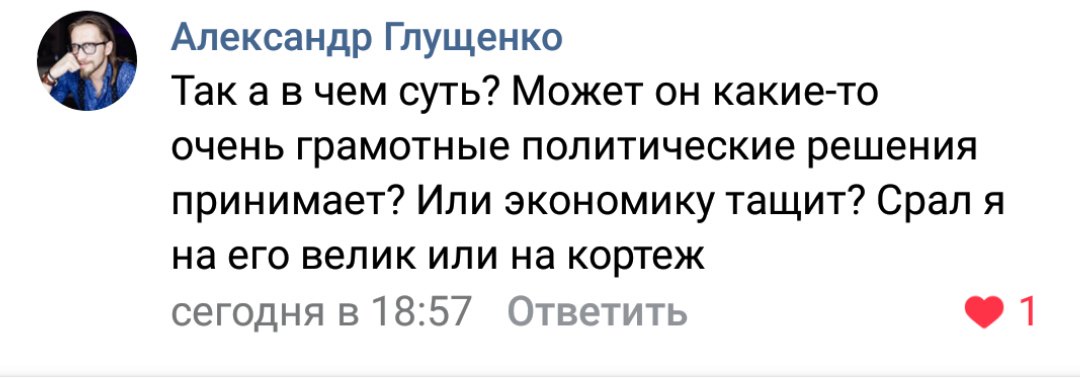 Александр Глущенко
Так а в чем суть? Может он какие-то
очень грамотные политические решения
принимает? Или экономику тащит? Срал я
на его велик или на кортеж
сегодня в 18:57 Ответить 1